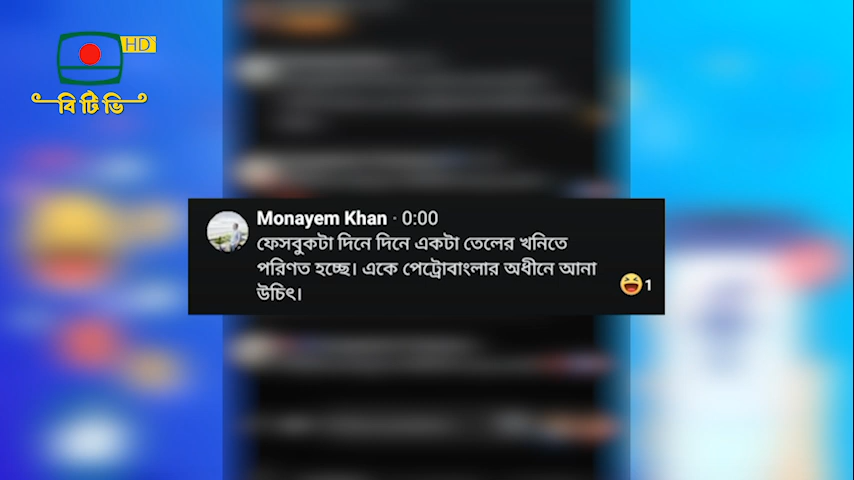 HD
বিটিভি
Monayem Khan · 0:00
ফেসবুকটা দিনে দিনে একটা তেলের খনিতে
পরিণত হচ্ছে। একে পেট্রোবাংলার অধীনে আনা
উচিৎ।
1